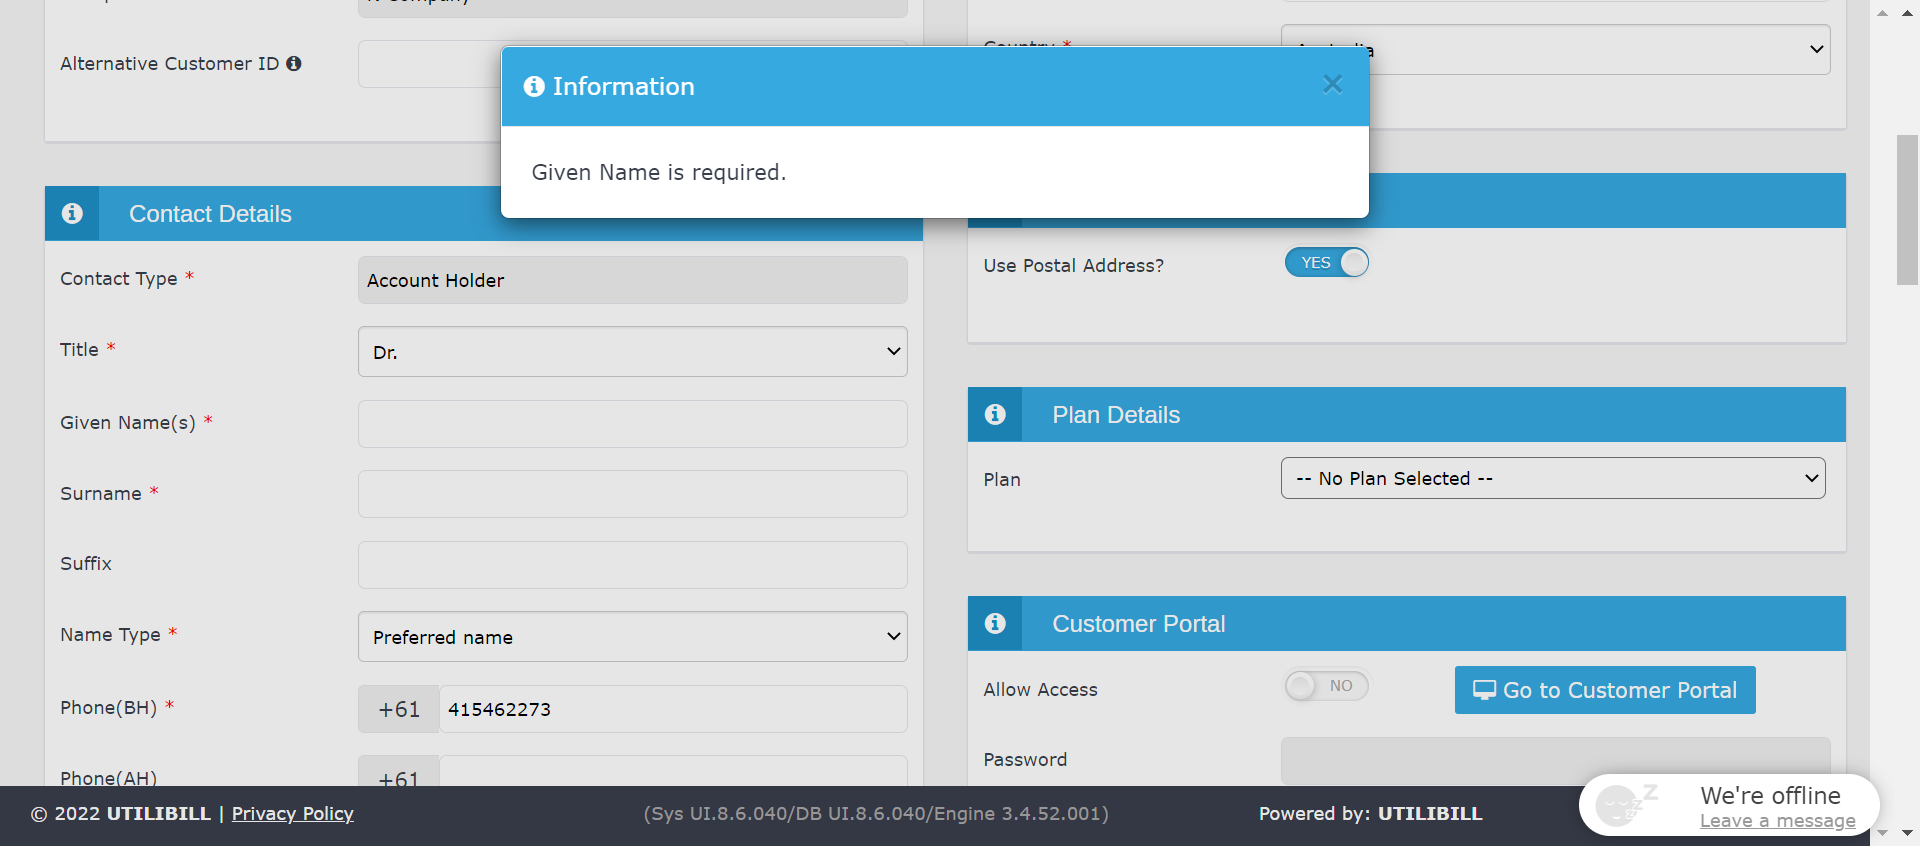 Alternative Customer ID
Country *
Australia
Information
Given Name is required.
Contact Details
Contact Type *
Account Holder
Title *
Dr.
Given Name(s) *
Surname *
Suffix
Name Type *
Preferred name
Phone(BH) *
+61
415462273
Phone(AH)
+61
Use Postal Address?
YES
Plan Details
Plan
-- No Plan Selected --
Customer Portal
Allow Access
NO
Go to Customer Portal
Password
© 2022 UTILIBILL | Privacy Policy
(Sys UI.8.6.040/DB UI.8.6.040/Engine 3.4.52.001)
Powered by: UTILIBILL
We're offline
Leave a message